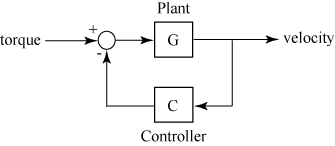 Plant
torque
+
-
G
velocity
C
Controller